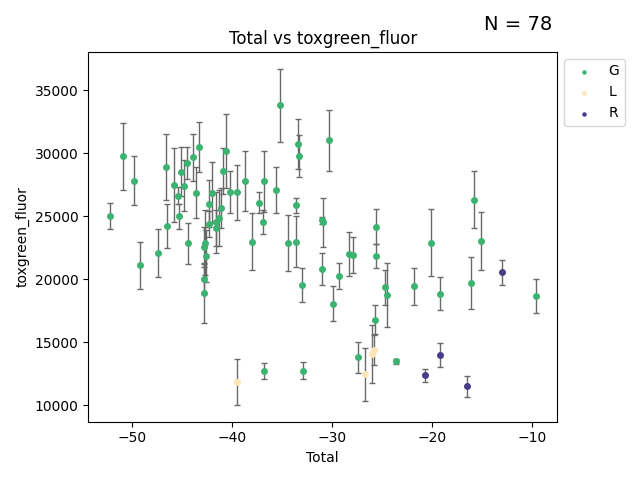 N = 78
Total vs toxgreen_fluor
G
L
R
toxgreen_fluor
35000
30000
25000
20000
15000
10000
−50 −40 −30 −20 −10
Total